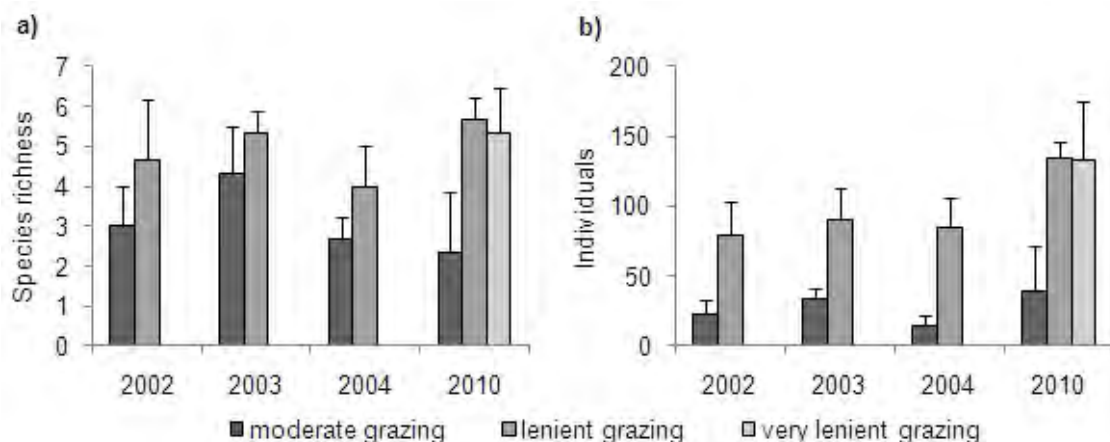 a)
Species richness
7
6
5
4
3
2
1
0
2002 2003 2004 2010
b)
Individuals
200
150
100
50
0
2002 2003 2004 2010
moderate grazing lenient grazing very lenient grazing